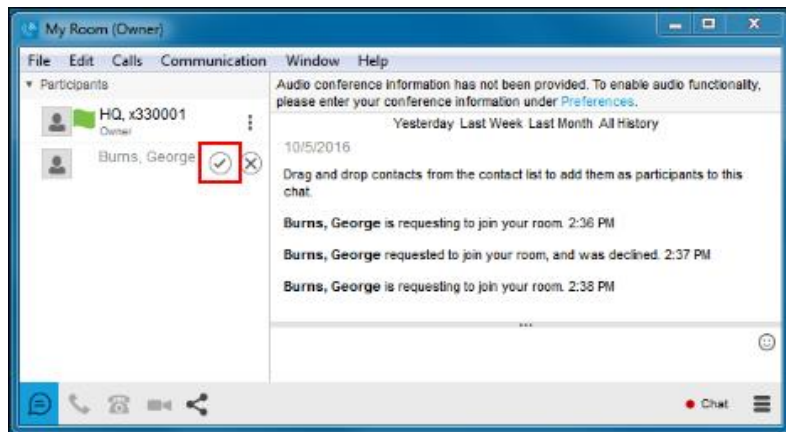 My Room (Owner)
File Edit Calls Communication Window Help
Participants
HQ, x330001
Owner
Burns, George
Audio conference information has not been provided. To enable audio functionality,
please enter your conference information under Preferences.
Yesterday Last Week Last Month All History
10/5/2016
Drag and drop contacts from the contact list to add them as participants to this
chat.
Burns, George is requesting to join your room. 2:36 PM
Burns, George requested to join your room, and was declined. 2:37 PM
Burns, George is requesting to join your room. 2:38 PM
Chat